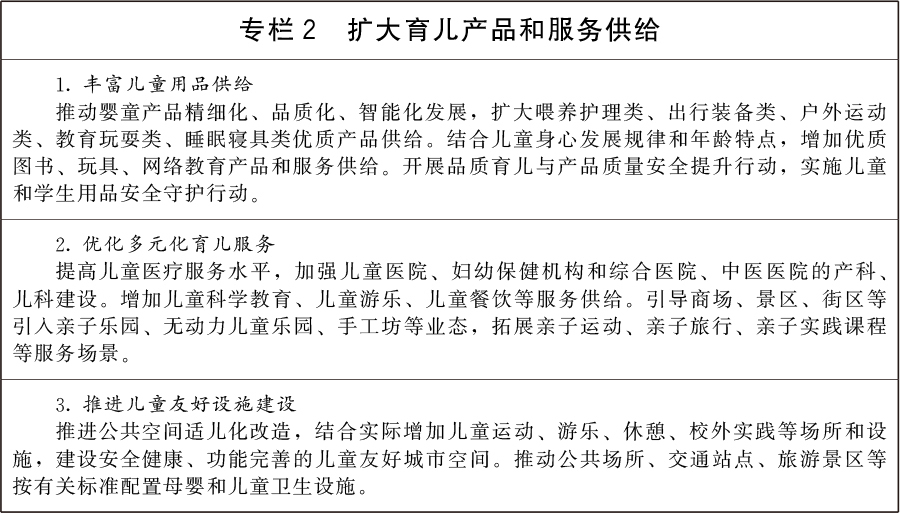 专栏2 扩大育儿产品和服务供给
1. 丰富儿童用品供给
推动婴童产品精细化、品质化、智能化发展，扩大喂养护理类、出行装备类、户外运动
类、教育玩耍类、睡眠寝具类优质产品供给。结合儿童身心发展规律和年龄特点，增加优质
图书、玩具、网络教育产品和服务供给。开展品质育儿与产品质量安全提升行动，实施儿童
和学生用品安全守护行动。
2. 优化多元化育儿服务
提高儿童医疗服务水平，加强儿童医院、妇幼保健机构和综合医院、中医医院的产科、
儿科建设。增加儿童科学教育、儿童游乐、儿童餐饮等服务供给。引导商场、景区、街区等
引入亲子乐园、无动力儿童乐园、手工坊等业态，拓展亲子运动、亲子旅行、亲子实践课程
等服务场景。
3. 推进儿童友好设施建设
推进公共空间适儿化改造，结合实际增加儿童运动、游乐、休憩、校外实践等场所和设
施，建设安全健康、功能完善的儿童友好城市空间。推动公共场所、交通站点、旅游景区等
按有关标准配置母婴和儿童卫生设施。